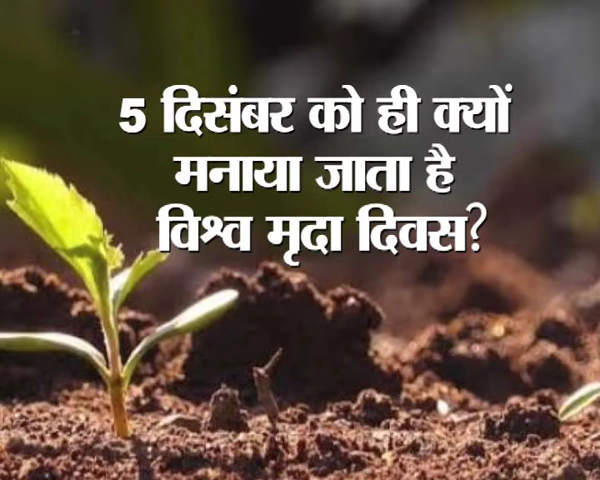 5 दिसंबर को ही क्यों
मनाया जाता है
विश्व मृदा दिवस?